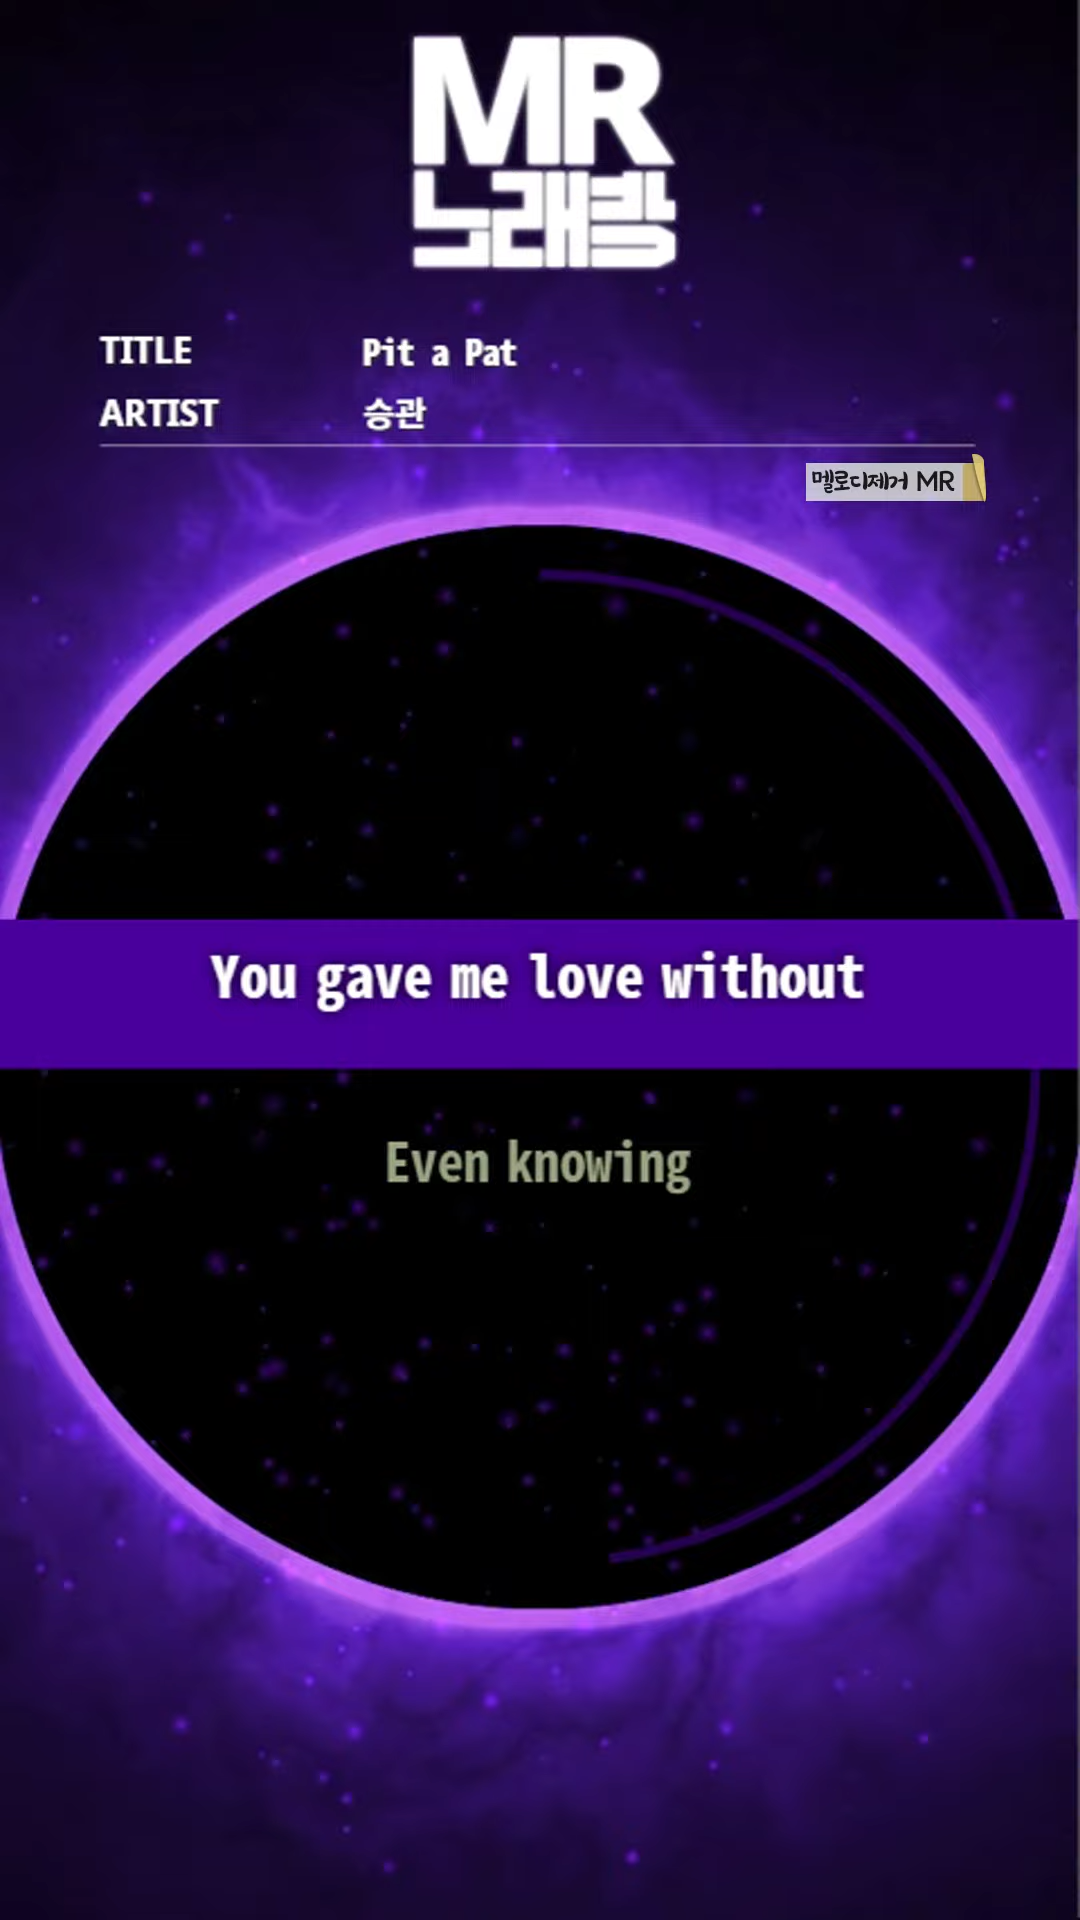 MR
노래방
TITLE Pit a Pat
ARTIST 승관
멜로디제거 MR
You gave me love without
Even knowing